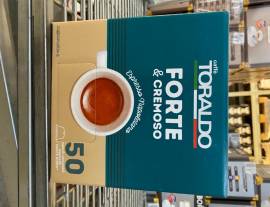 caffè
TORALDO
FORTE
& CREMOSO
Espresso Napoletano
50